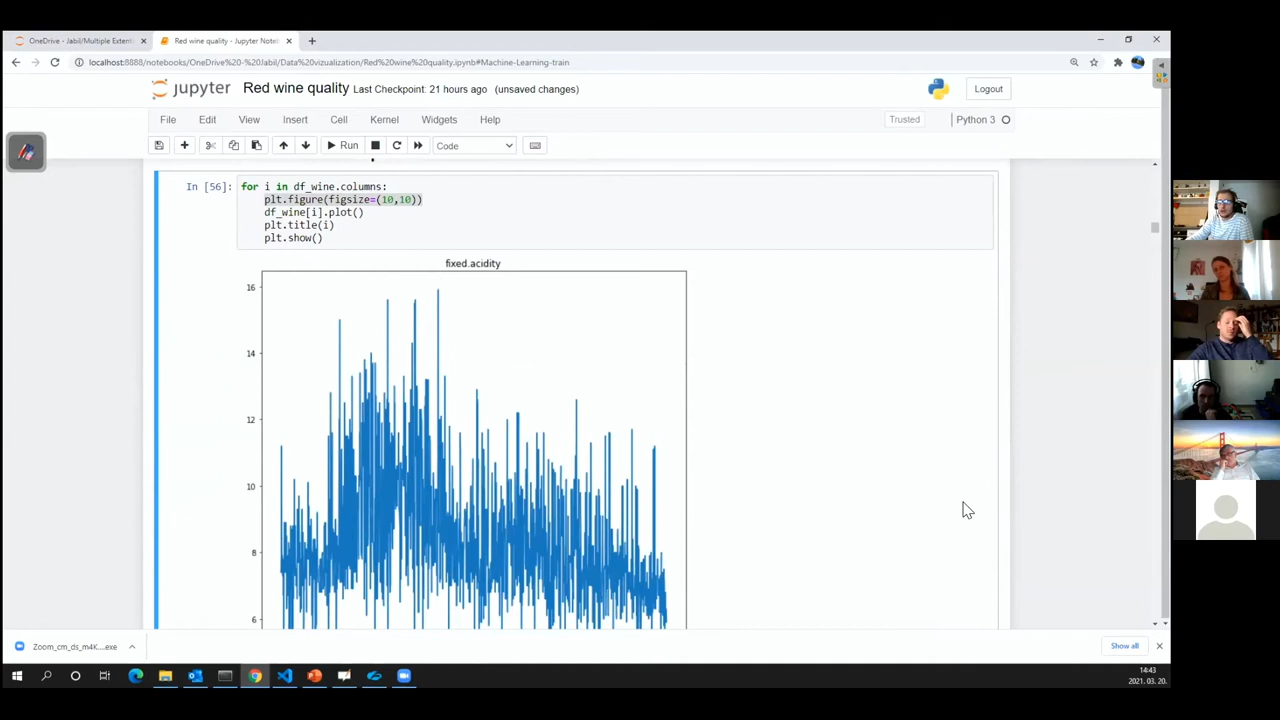 OneDrive - Jabil/Multiple Extent
Red wine quality - Jupyter Noteb
localhost:8888/notebooks/OneDrive%20-%20Jabil/Data%20vizualization/Red%20wine%20quality.ipynb#Machine-Learning-train
jupyter Red wine quality Last Checkpoint: 21 hours ago (unsaved changes) Logout
File Edit View Insert Cell Kernel Widgets Help Trusted Python 3
Run Code
In [56]: for i in df_wine.columns:
plt.figure(figsize=(10,10))
df_wine[i].plot()
plt.title(i)
plt.show()
fixed.acidity
16
14
12
10
8
6
Zoom_cm_ds_m4K....exe Show all
14:43
2021. 03. 20.